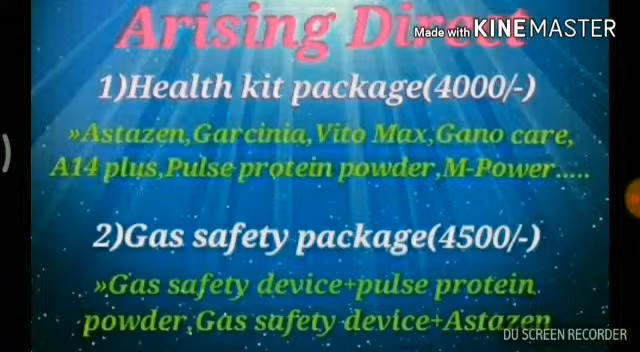 Arising Direct
Made with KINEMASTER
1)Health kit package(4000/-)
»Astazen,Garcinia,Vito Max,Gano care,
A14 plus,Pulse protein powder,M-Power.....
2)Gas safety package(4500/-)
»Gas safety device+pulse protein
powder,Gas safety device+Astazen
DU SCREEN RECORDER